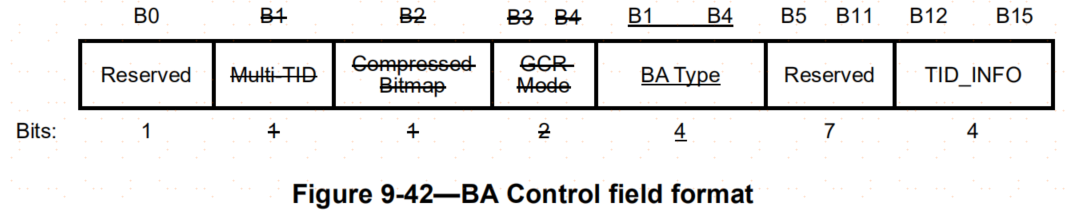 B0 B1 B2 B3 B4 B1 B4 B5 B11 B12 B15
Reserved Multi-TID Compressed Bitmap GCR Mode BA Type Reserved TID_INFO
Bits: 1 1 1 2 4 7 4
Figure 9-42—BA Control field format